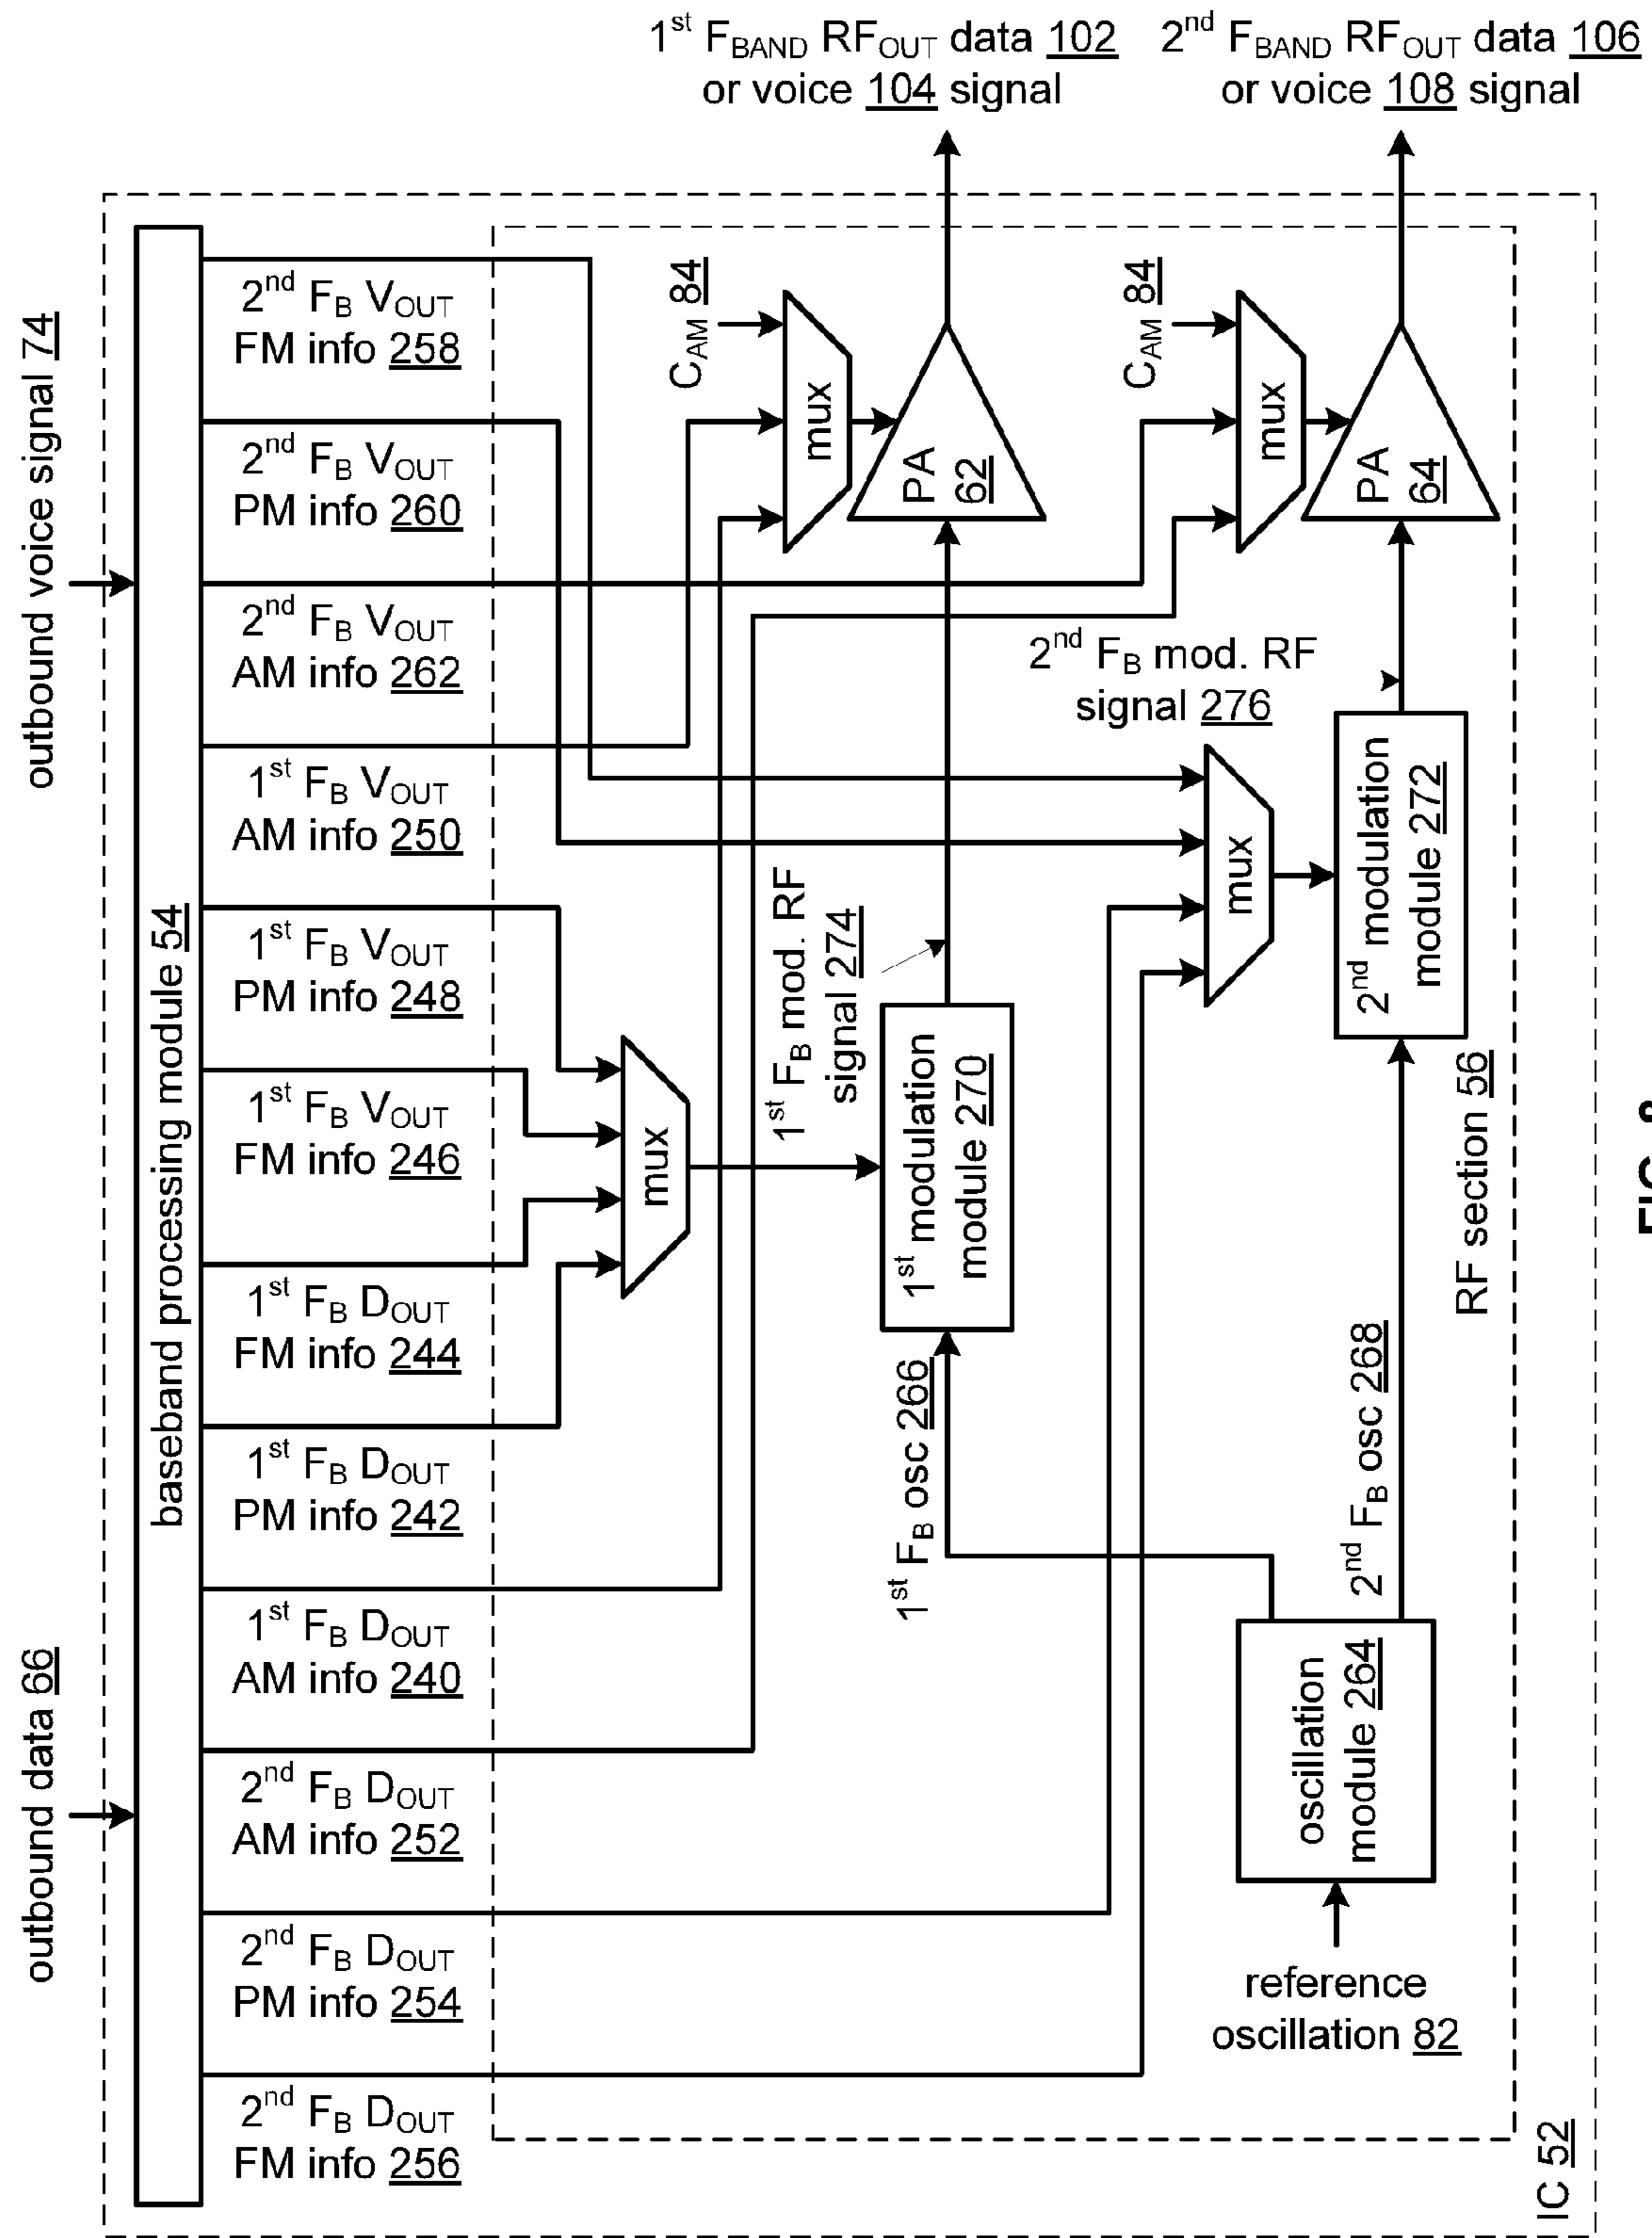 1st FBAND RFOUT data 102
or voice 104 signal
2nd FBAND RFOUT data 106
or voice 108 signal
outbound voice signal 74
outbound data 66
baseband processing module 54
2nd FB VOUT
FM info 258
2nd FB VOUT
PM info 260
2nd FB VOUT
AM info 262
1st FB VOUT
AM info 250
1st FB VOUT
PM info 248
1st FB VOUT
FM info 246
1st FB DOUT
FM info 244
1st FB DOUT
PM info 242
1st FB DOUT
AM info 240
2nd FB DOUT
AM info 252
2nd FB DOUT
PM info 254
2nd FB DOUT
FM info 256
CAM 84
mux
PA
62
CAM 84
mux
PA
64
2nd FB mod. RF
signal 276
mux
2nd modulation
module 272
1st FB mod. RF
signal 274
mux
1st modulation
module 270
1st FB osc 266
2nd FB osc 268
RF section 56
oscillation
module 264
reference
oscillation 82
IC 52